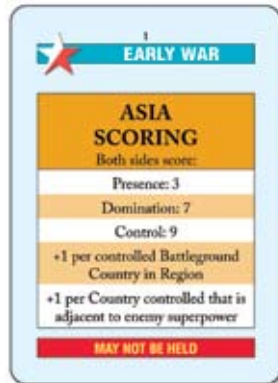 1
EARLY WAR
ASIA
SCORING
Both sides score:
Presence: 3
Domination: 7
Control: 9
+1 per controlled Battleground
Country in Region
+1 per Country controlled that is
adjacent to enemy superpower
MAY NOT BE HELD